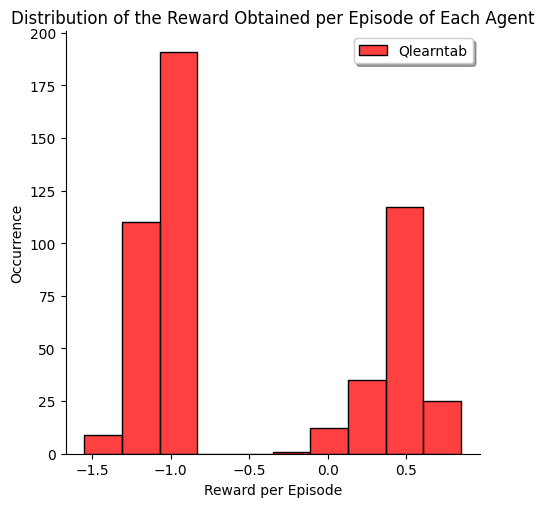 Distribution of the Reward Obtained per Episode of Each Agent
Qlearntab
Occurrence
200
175
150
125
100
75
50
25
0
−1.5 −1.0 −0.5 0.0 0.5
Reward per Episode